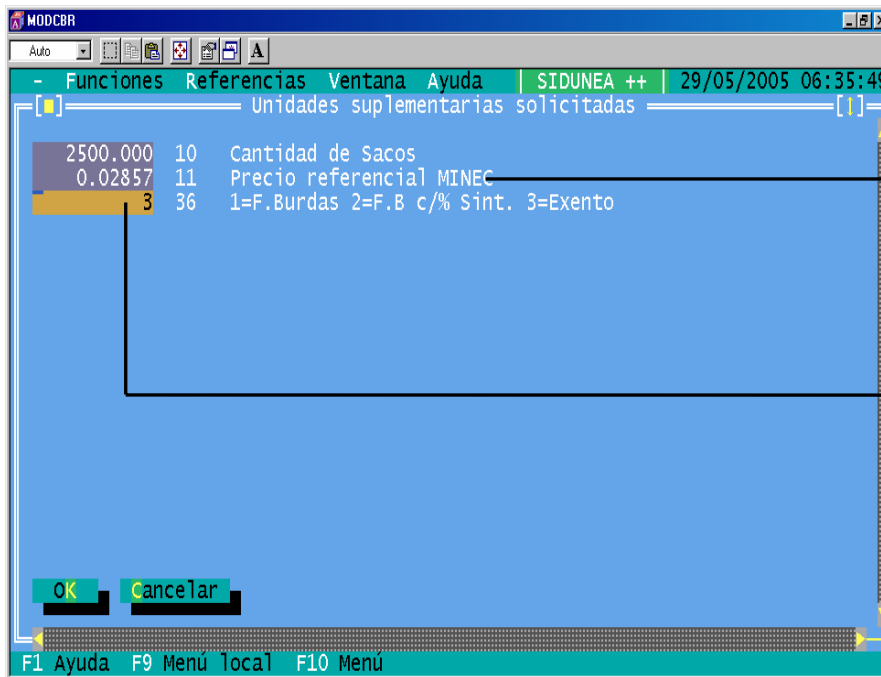 MODCBR
Auto
A
- Funciones Referencias Ventana Ayuda | SIDUNEA ++ | 29/05/2005 06:35:49
Unidades suplementarias solicitadas
2500.000 10 Cantidad de Sacos
0.02857 11 Precio referencial MINEC
3 36 1=F.Burdas 2=F.B c/% Sint. 3=Exento
OK Cancelar
F1 Ayuda F9 Menú local F10 Menú